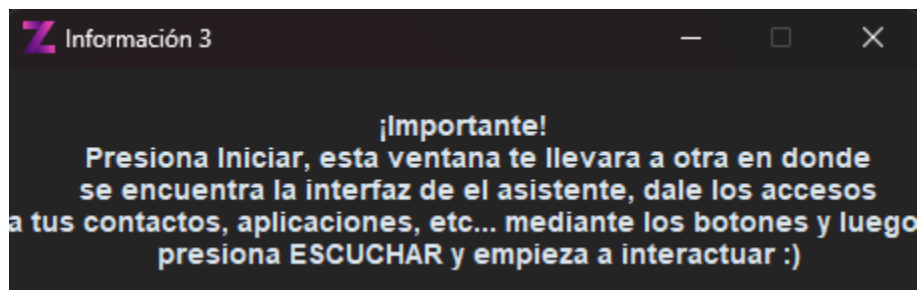 Información 3
¡Importante!
Presiona Iniciar, esta ventana te llevara a otra en donde
se encuentra la interfaz de el asistente, dale los accesos
a tus contactos, aplicaciones, etc... mediante los botones y luego
presiona ESCUCHAR y empieza a interactuar :)